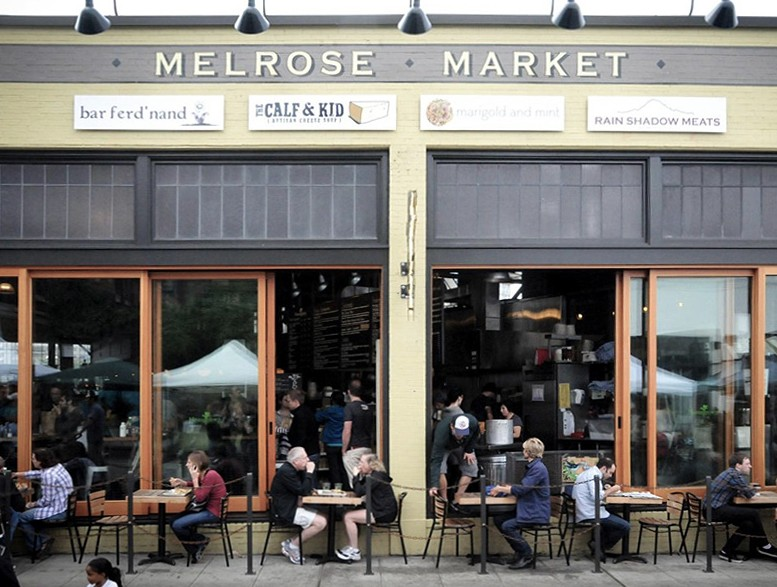 MELROSE · MARKET
bar ferd'nand
THE CALF & KID
[ARTISAN CHEESE SHOP]
marigold and mint
RAIN SHADOW MEATS